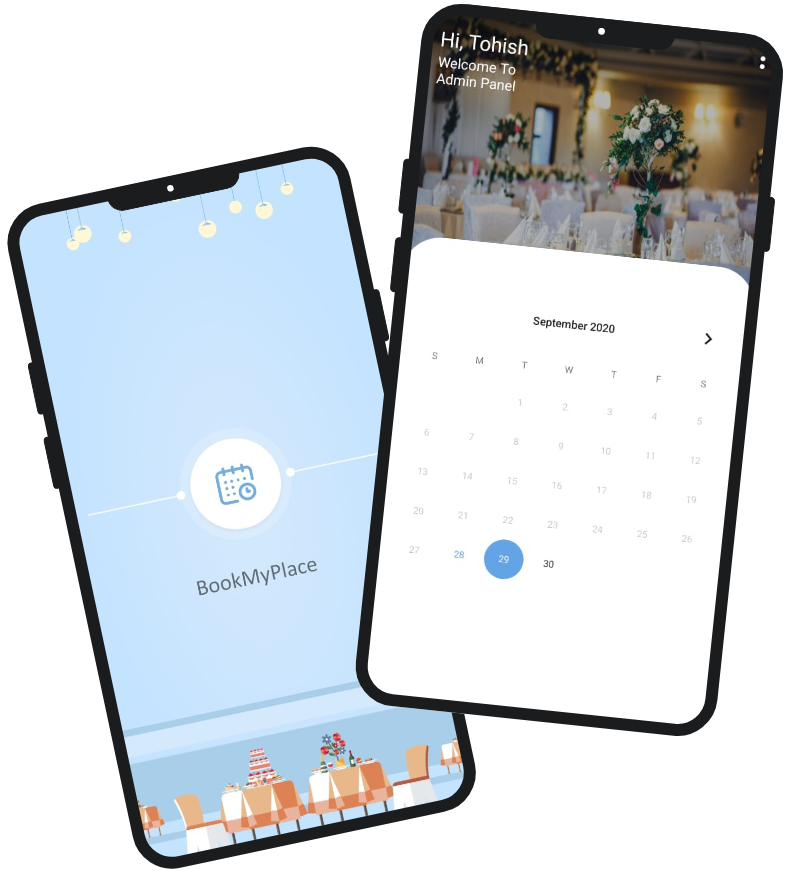 BookMyPlace
Hi, Tohish
Welcome To
Admin Panel
September 2020
S M T W T F S
1 2 3 4 5
6 7 8 9 10 11 12
13 14 15 16 17 18 19
20 21 22 23 24 25 26
27 28 29 30